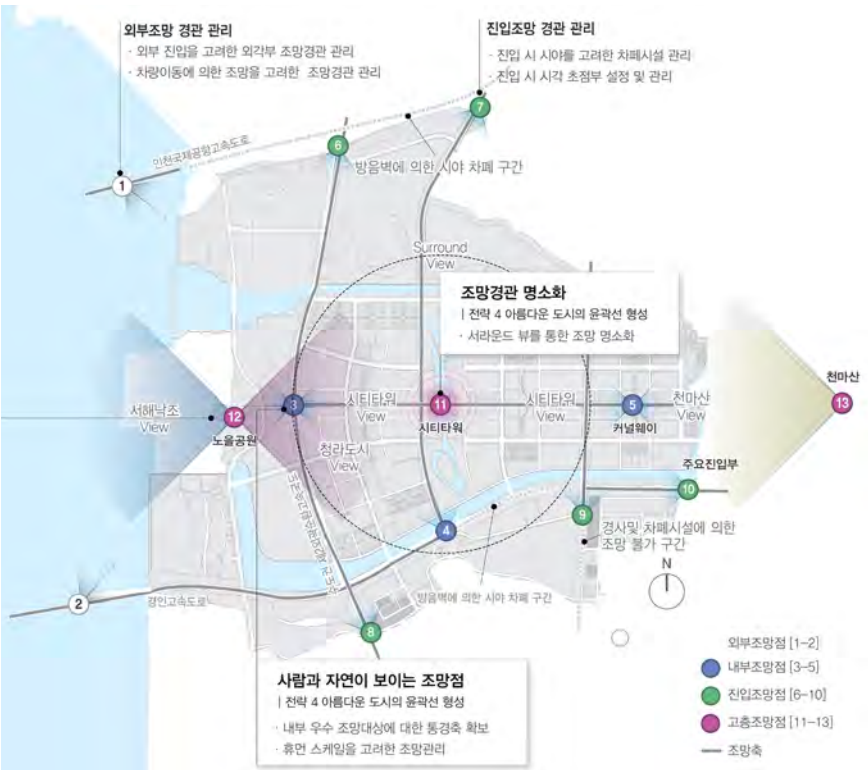 외부조망 경관 관리
· 외부 진입을 고려한 외각부 조망경관 관리
· 차량이동에 의한 조망을 고려한 조망경관 관리
진입조망 경관 관리
· 진입 시 시야를 고려한 차폐시설 관리
· 진입 시 시각 초점부 설정 및 관리
7
인천국제공항고속도로
6
방음벽에 의한 시야 차폐 구간
1
Surround
View
조망경관 명소화
| 전략 4 아름다운 도시의 윤곽선 형성
· 서라운드 뷰를 통한 조망 명소화
천마산
13
서해낙조
View
12
노을공원
3
시티타워
View
11
시티타워
시티타워
View
5
커널웨이
천마산
View
청라도시
View
주요진입부
10
9
4
경사및 차폐시설에 의한
조망 불가 구간
N
방음벽에 의한 시야 차폐 구간
2
경인고속도로
8
사람과 자연이 보이는 조망점
| 전략 4 아름다운 도시의 윤곽선 형성
· 내부 우수 조망대상에 대한 통경축 확보
· 휴먼 스케일을 고려한 조망관리
외부조망점 [1-2]
내부조망점 [3-5]
진입조망점 [6-10]
고층조망점 [11-13]
조망축